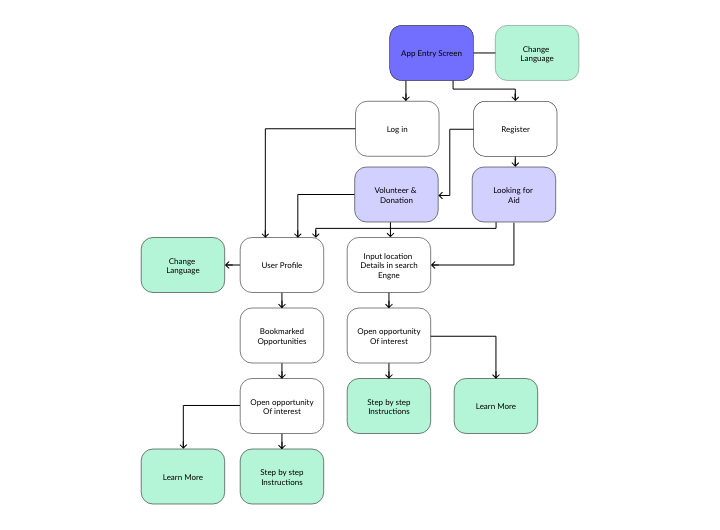 App Entry Screen
Change
Language
Log in
Register
Volunteer &
Donation
Looking for
Aid
Change
Language
User Profile
Input location
Details in search
Engne
Bookmarked
Opportunities
Open opportunity
Of interest
Open opportunity
Of interest
Step by step
Instructions
Learn More
Learn More
Step by step
Instructions